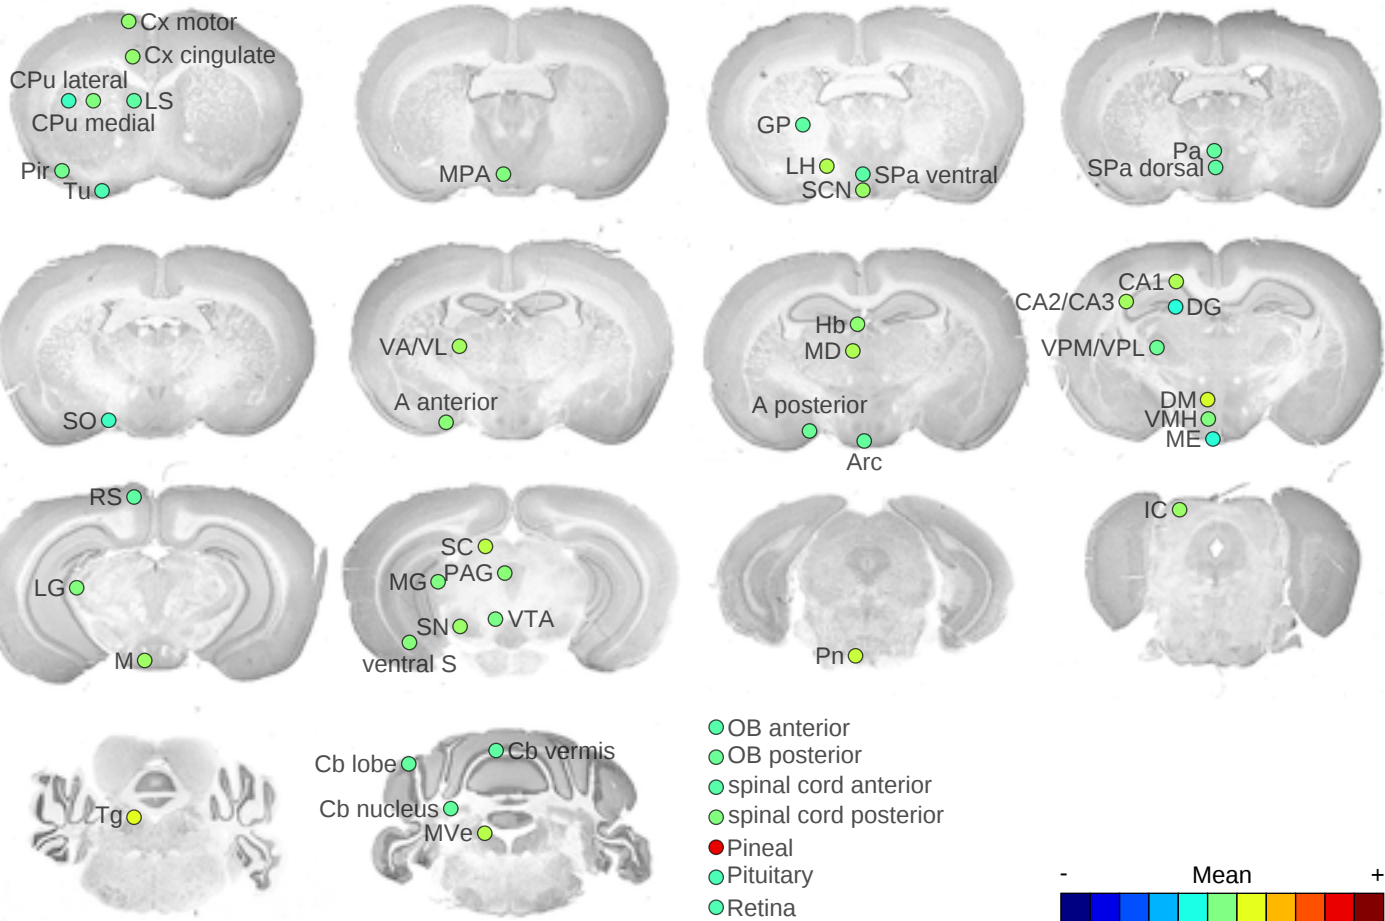 Cx motor
Cx cingulate
CPu lateral
LS
CPu medial
Pir
Tu
MPA
GP
LH
SPa ventral
SCN
Pa
SPa dorsal
SO
VA/VL
A anterior
Hb
MD
A posterior
Arc
CA1
CA2/CA3
DG
VPM/VPL
DM
VMH
ME
RS
LG
M
SC
MG
PAG
SN
VTA
ventral S
Pn
IC
Tg
Cb lobe
Cb vermis
Cb nucleus
MVe
OB anterior
OB posterior
spinal cord anterior
spinal cord posterior
Pineal
Pituitary
Retina
- Mean +